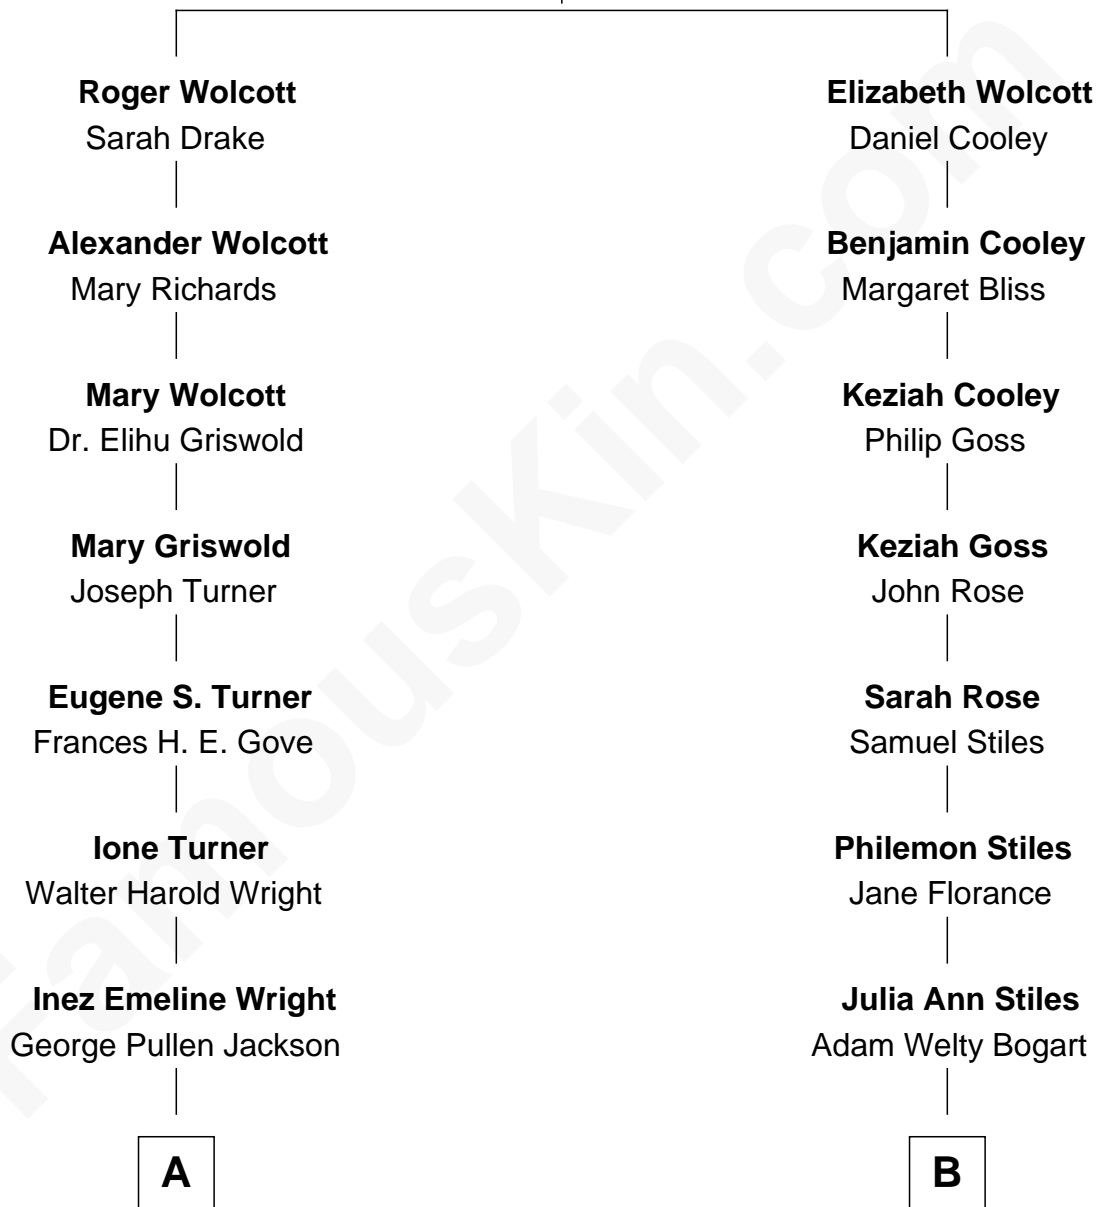 Roger Wolcott
Sarah Drake
Alexander Wolcott
Mary Richards
Mary Wolcott
Dr. Elihu Griswold
Mary Griswold
Joseph Turner
Eugene S. Turner
Frances H. E. Gove
Ione Turner
Walter Harold Wright
Inez Emeline Wright
George Pullen Jackson
A
Elizabeth Wolcott
Daniel Cooley
Benjamin Cooley
Margaret Bliss
Keziah Cooley
Philip Goss
Keziah Goss
John Rose
Sarah Rose
Samuel Stiles
Philemon Stiles
Jane Florance
Julia Ann Stiles
Adam Welty Bogart
B
FamousKin.com